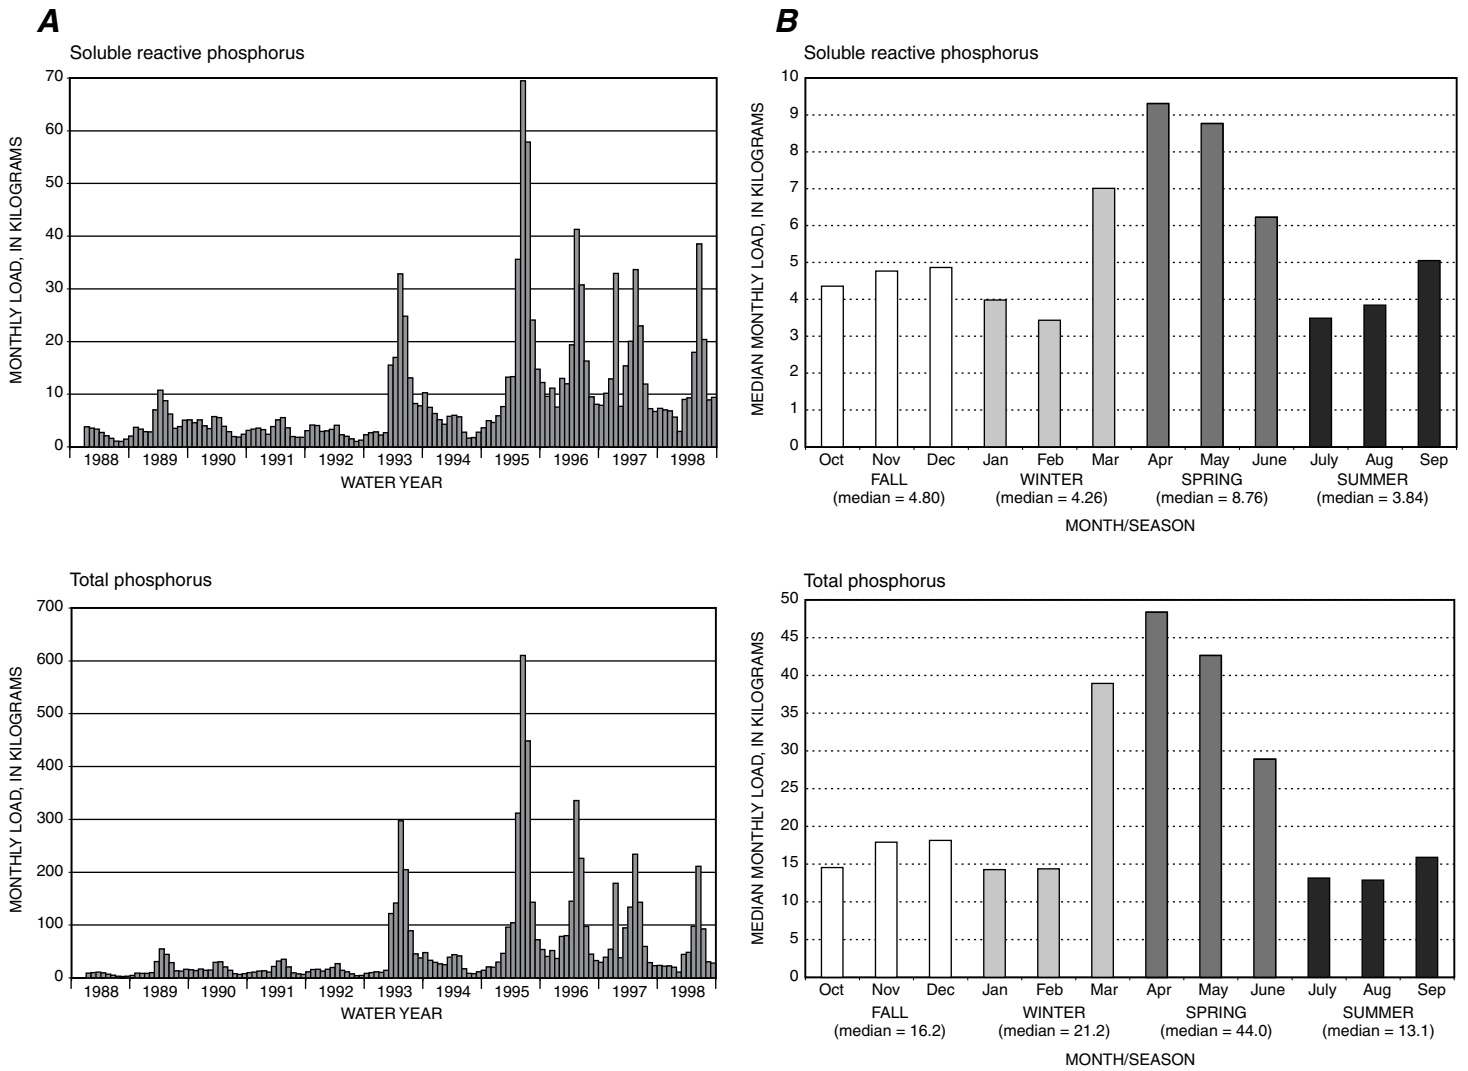 A
Soluble reactive phosphorus
MONTHLY LOAD, IN KILOGRAMS
70
60
50
40
30
20
10
0
1988 1989 1990 1991 1992 1993 1994 1995 1996 1997 1998
WATER YEAR
Total phosphorus
MONTHLY LOAD, IN KILOGRAMS
700
600
500
400
300
200
100
0
1988 1989 1990 1991 1992 1993 1994 1995 1996 1997 1998
WATER YEAR
B
Soluble reactive phosphorus
MEDIAN MONTHLY LOAD, IN KILOGRAMS
10
9
8
7
6
5
4
3
2
1
0
Oct Nov Dec Jan Feb Mar Apr May June July Aug Sep
FALL WINTER SPRING SUMMER
(median = 4.80) (median = 4.26) (median = 8.76) (median = 3.84)
MONTH/SEASON
Total phosphorus
MEDIAN MONTHLY LOAD, IN KILOGRAMS
50
45
40
35
30
25
20
15
10
5
0
Oct Nov Dec Jan Feb Mar Apr May June July Aug Sep
FALL WINTER SPRING SUMMER
(median = 16.2) (median = 21.2) (median = 44.0) (median = 13.1)
MONTH/SEASON